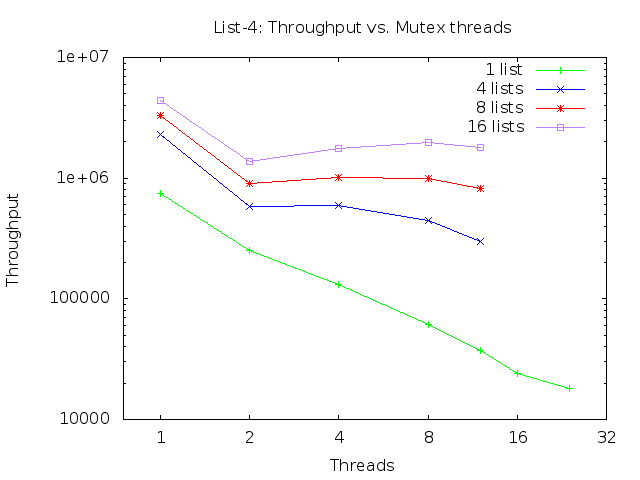 List-4: Throughput vs. Mutex threads
1e+07
1 list
4 lists
8 lists
16 lists
1e+06
Throughput
100000
10000
1 2 4 8 16 32
Threads